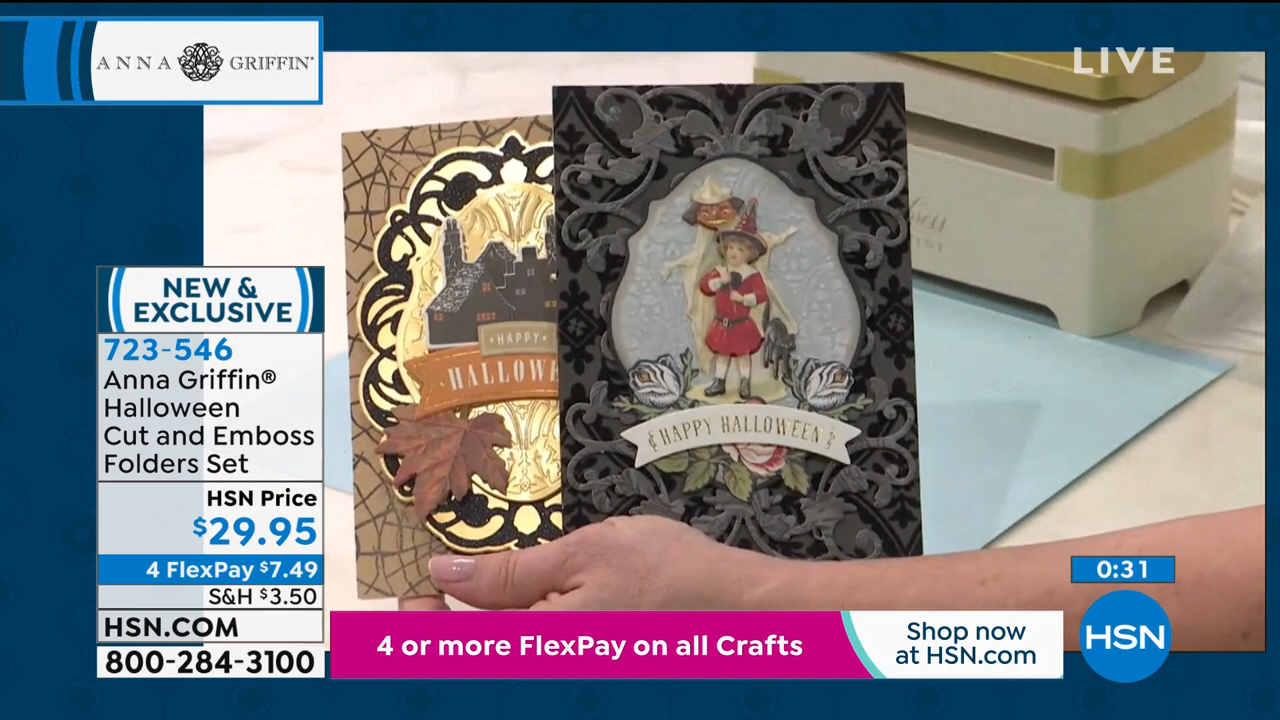 ANNA GRIFFIN®
LIVE
NEW &
EXCLUSIVE
723-546
Anna Griffin®
Halloween
Cut and Emboss
Folders Set
HSN Price
$29.95
4 FlexPay $7.49
S&H $3.50
HSN.COM
800-284-3100
HAPPY
HALLOWE
HAPPY HALLOWEEN
4 or more FlexPay on all Crafts
Shop now
at HSN.com
0:31
HSN